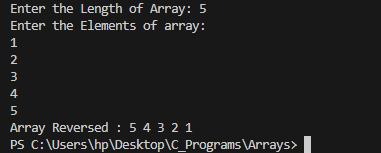 Enter the Length of Array: 5
Enter the Elements of array:
1
2
3
4
5
Array Reversed : 5 4 3 2 1
PS C:\Users\hp\Desktop\C_Programs\Arrays>